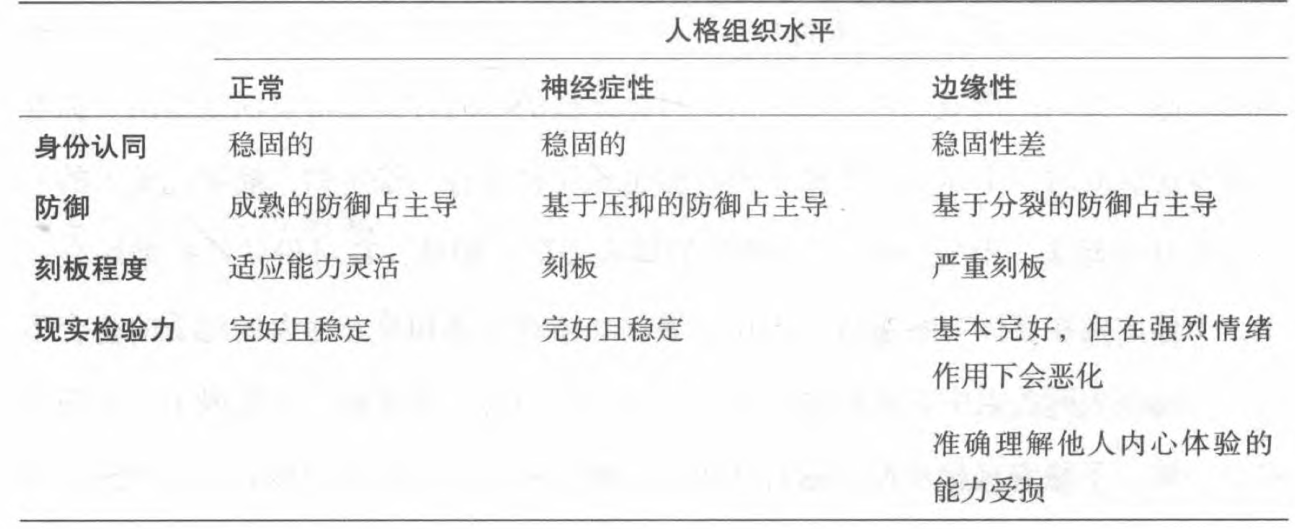 人格组织水平
正常 神经症性 边缘性
身份认同 稳固的 稳固的 稳固性差
防御 成熟的防御占主导 基于压抑的防御占主导 基于分裂的防御占主导
刻板程度 适应能力灵活 刻板 严重刻板
现实检验力 完好且稳定 完好且稳定 基本完好，但在强烈情绪
作用下会恶化
准确理解他人内心体验的
能力受损